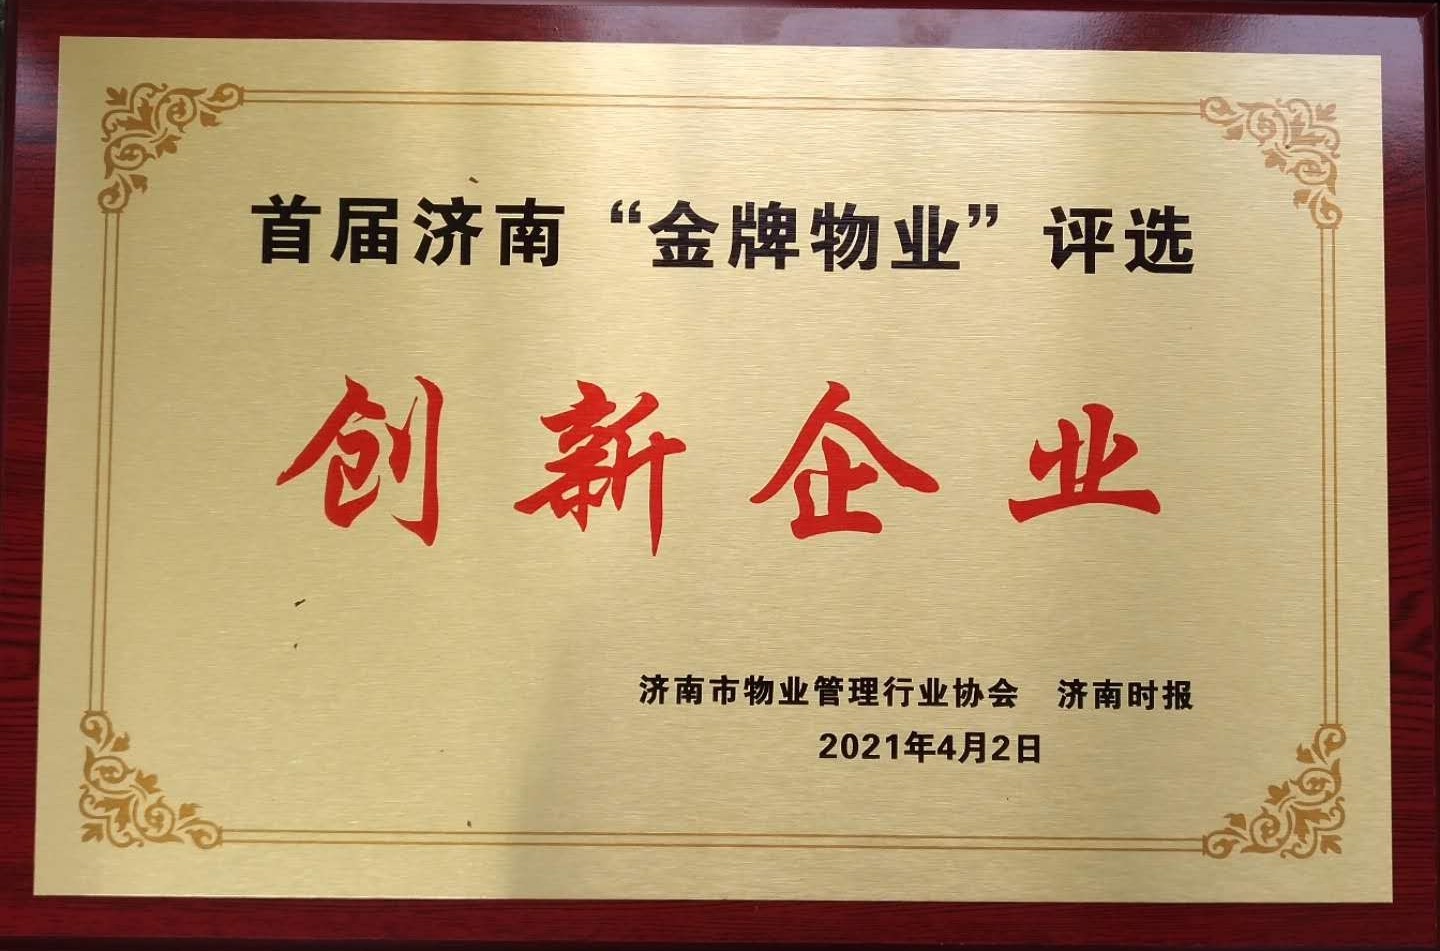 首届济南“金牌物业”评选
创新企业
济南市物业管理行业协会 济南时报
2021年4月2日